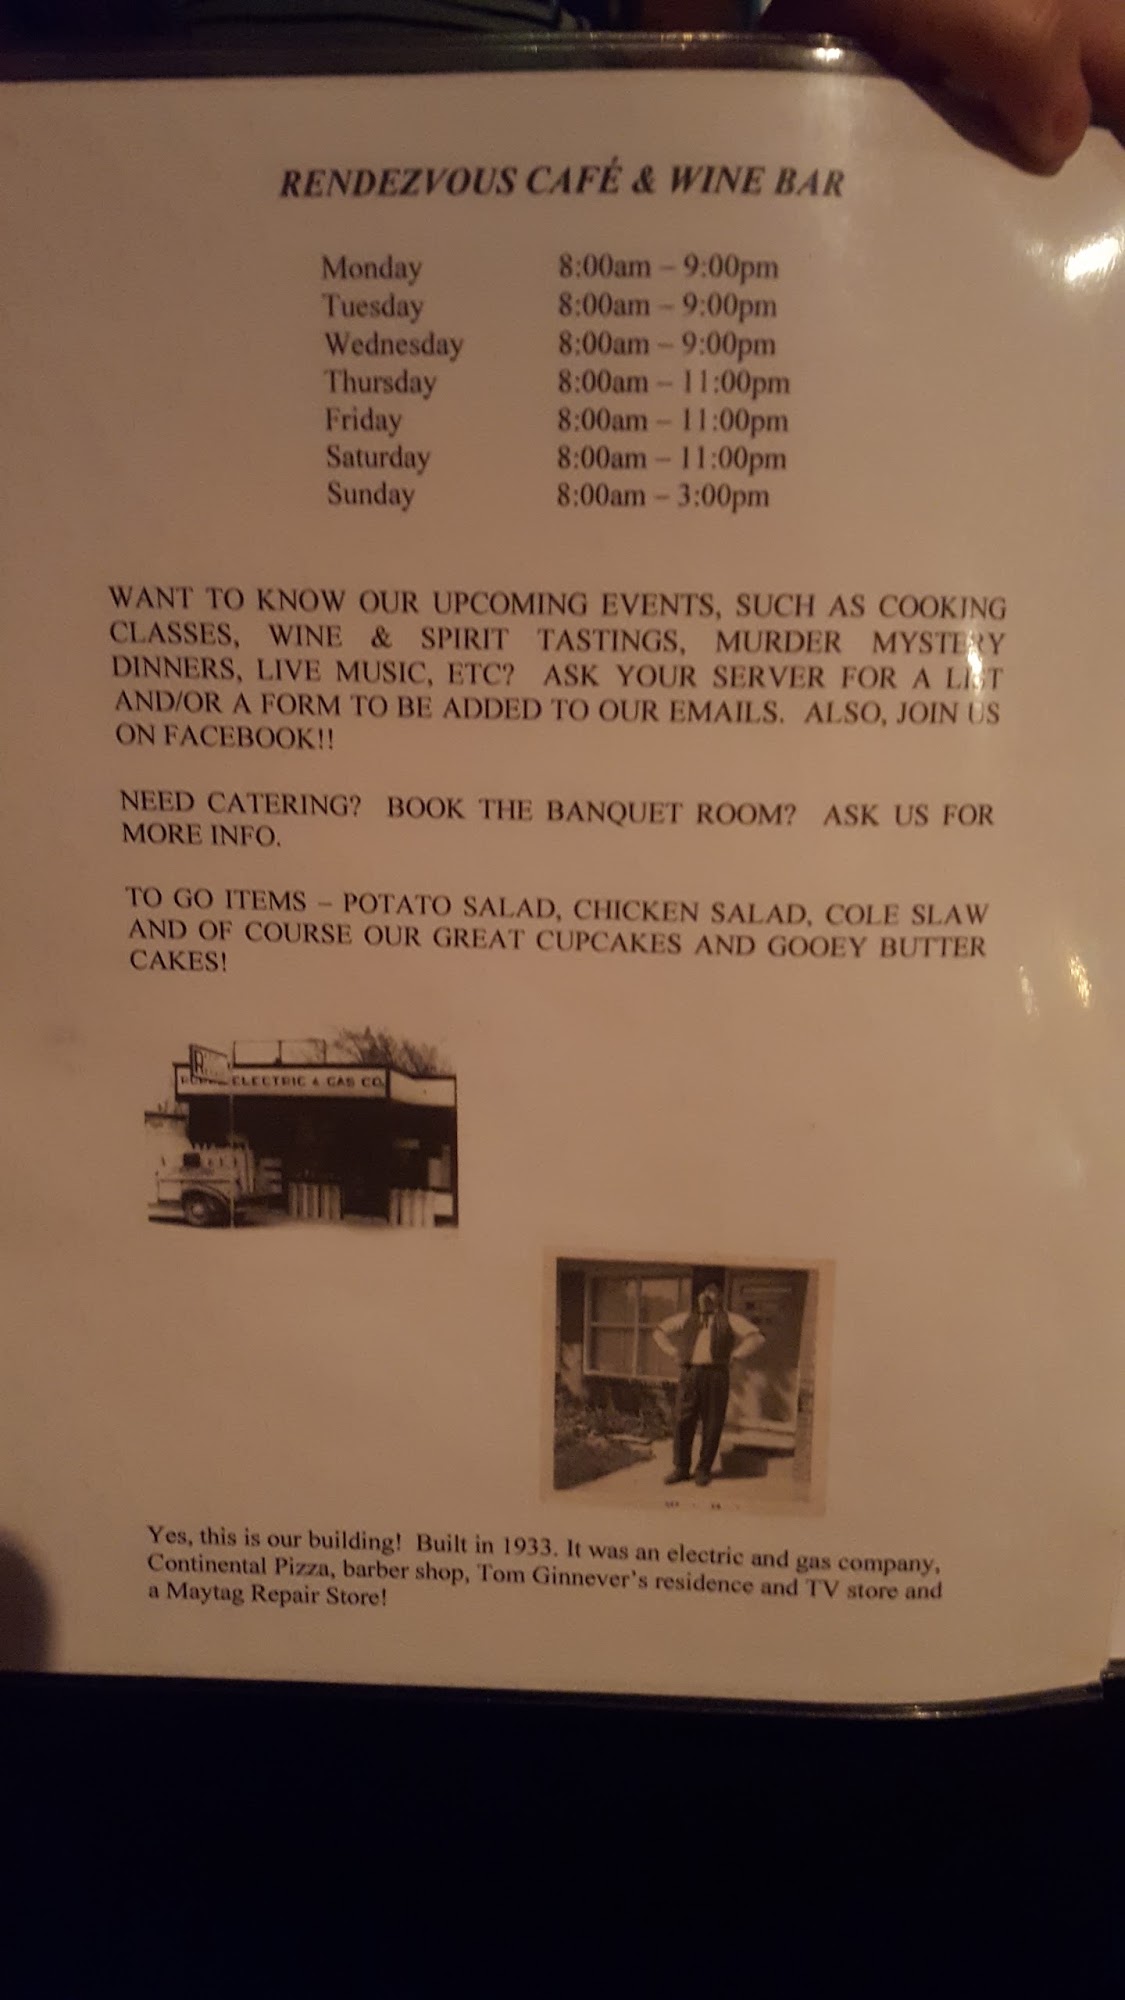 RENDEZVOUS CAFÉ & WINE BAR
Monday 8:00am – 9:00pm
Tuesday 8:00am – 9:00pm
Wednesday 8:00am – 9:00pm
Thursday 8:00am – 11:00pm
Friday 8:00am – 11:00pm
Saturday 8:00am – 11:00pm
Sunday 8:00am – 3:00pm
WANT TO KNOW OUR UPCOMING EVENTS, SUCH AS COOKING
CLASSES, WINE & SPIRIT TASTINGS, MURDER MYSTERY
DINNERS, LIVE MUSIC, ETC? ASK YOUR SERVER FOR A LIST
AND/OR A FORM TO BE ADDED TO OUR EMAILS. ALSO, JOIN US
ON FACEBOOK!!
NEED CATERING? BOOK THE BANQUET ROOM? ASK US FOR
MORE INFO.
TO GO ITEMS – POTATO SALAD, CHICKEN SALAD, COLE SLAW
AND OF COURSE OUR GREAT CUPCAKES AND GOOEY BUTTER
CAKES!
ELECTRIC & GAS CO.
Yes, this is our building! Built in 1933. It was an electric and gas company,
Continental Pizza, barber shop, Tom Ginnever's residence and TV store and
a Maytag Repair Store!